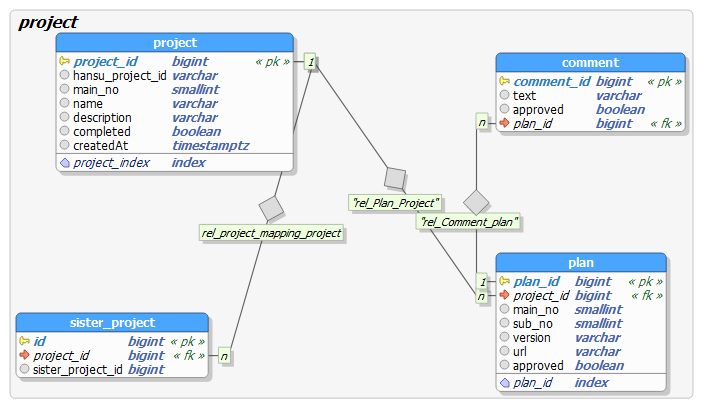 project
project
project_id bigint « pk »
hansu_project_id varchar
main_no smallint
name varchar
description varchar
completed boolean
createdAt timestamptz
project_index index
1
comment
comment_id bigint « pk »
text varchar
approved boolean
plan_id bigint « fk »
n
"rel_Plan_Project"
"rel_Comment_plan"
rel_project_mapping_project
plan
plan_id bigint « pk »
project_id bigint « fk »
main_no smallint
sub_no smallint
version varchar
url varchar
approved boolean
plan_id index
1
n
sister_project
id bigint « pk »
project_id bigint « fk »
sister_project_id bigint
n